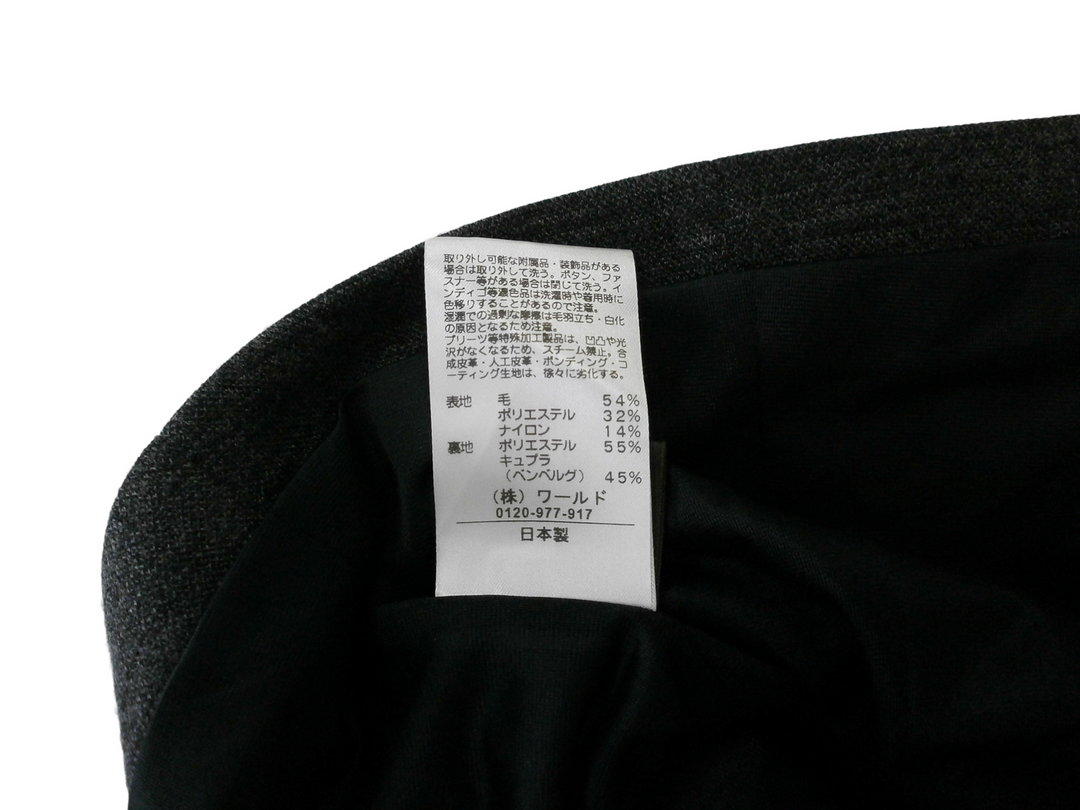 取り外し可能な附属品・装飾品がある
場合は取り外して洗う。ボタン、ファ
スナー等がある場合は閉じて洗う。イ
ンディゴ等濃色品は洗濯時や着用時に
色移りすることがあるので注意。
湿潤での過剰な摩擦は毛羽立ち・白化
の原因となるため注意。
プリーツ等特殊加工製品は、凹凸や光
沢がなくなるため、スチーム禁止。合
成皮革・人工皮革・ボンディング・コ
ーティング生地は、徐々に劣化する。
表地 毛 54%
ポリエステル 32%
ナイロン 14%
裏地 ポリエステル 55%
キュプラ
(ベンベルグ) 45%
(株)ワールド
0120-977-917
日本製